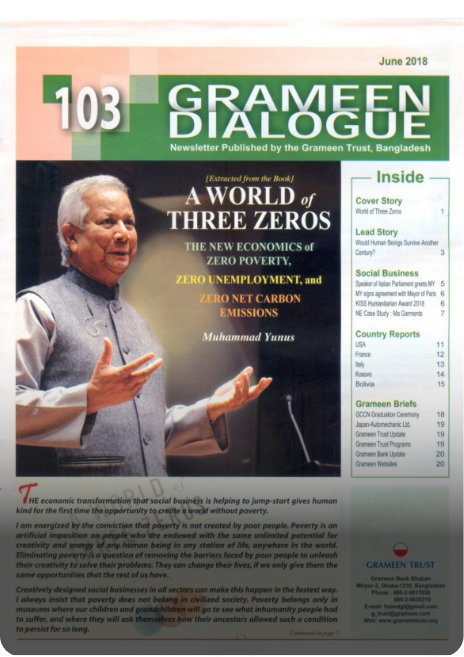 June 2018
103
GRAMEEN
DIALOGUE
Newsletter Published by the Grameen Trust, Bangladesh
[Extracted from the Book]
A WORLD of
THREE ZEROS
THE NEW ECONOMICS of
ZERO POVERTY,
ZERO UNEMPLOYMENT, and
ZERO NET CARBON
EMISSIONS
Muhammad Yunus
Inside
Cover Story
World of Three Zeros 1
Lead Story
Would Human Beings Survive Another
Century? 3
Social Business
Speaker of Italian Parliament greets MY 5
MY signs agreement with Mayor of Paris 6
KISS Humanitarian Award 2018 6
NE Case Study : Ma Garments 7
Country Reports
USA 11
France 12
Italy 13
Kosovo 14
Bolivia 15
Grameen Briefs
GCCN Graduation Ceremony 18
Japan-Automechanic Ltd. 19
Grameen Trust Update 19
Grameen Trust Programs 19
Grameen Bank Update 20
Grameen Websites 20
THE economic transformation that social business is helping to jump-start gives human
kind for the first time the opportunity to create a world without poverty.
I am energized by the conviction that poverty is not created by poor people. Poverty is an
artificial imposition on people who are endowed with the same unlimited potential for
creativity and energy of any human being in any station of life, anywhere in the world.
Eliminating poverty is a question of removing the barriers faced by poor people to unleash
their creativity to solve their problems. They can change their lives, if we only give them the
same opportunities that the rest of us have.
Creatively designed social businesses in all sectors can make this happen in the fastest way.
I always insist that poverty does not belong in civilized society. Poverty belongs only in
museums where our children and grandchildren will go to see what inhumanity people had
to suffer, and where they will ask themselves how their ancestors allowed such a condition
to persist for so long.
Continued on page
GRAMEEN TRUST
Grameen Bank Bhaban
Mirpur-2, Dhaka-1216, Bangladesh
Web: www.grameentrust.org